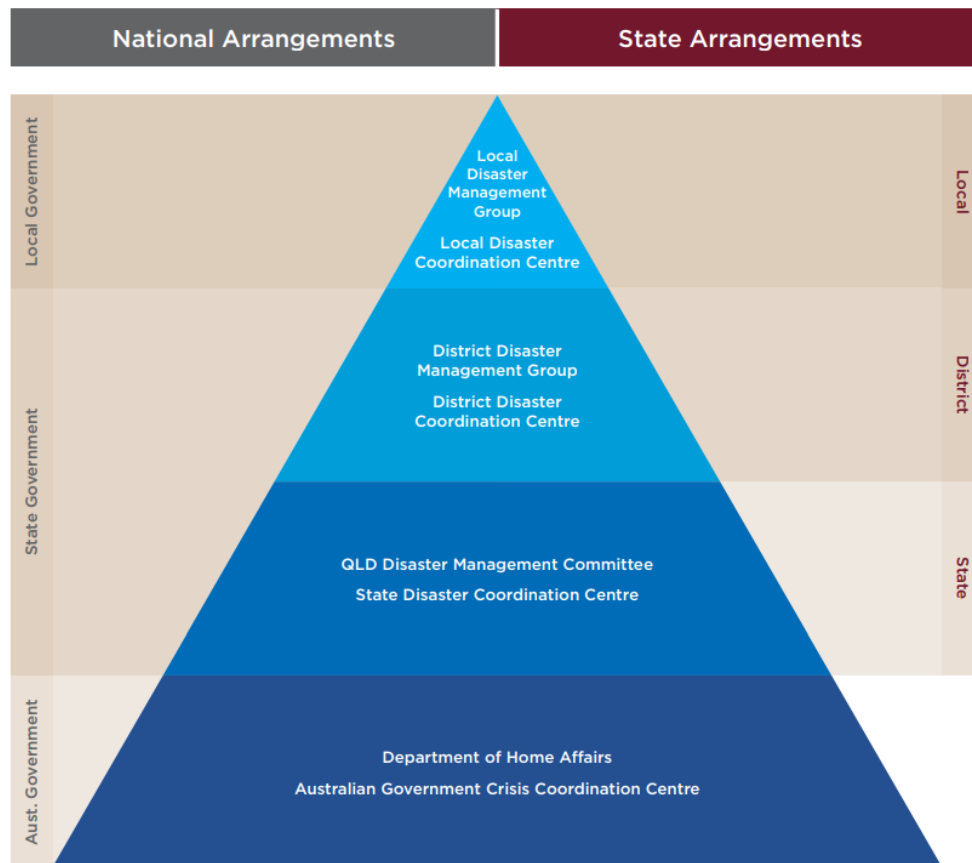 National Arrangements
State Arrangements
Local Government
Local
Disaster
Management
Group
Local Disaster
Coordination Centre
Local
State Government
District Disaster
Management Group
District Disaster
Coordination Centre
District
QLD Disaster Management Committee
State Disaster Coordination Centre
State
Aust. Government
Department of Home Affairs
Australian Government Crisis Coordination Centre